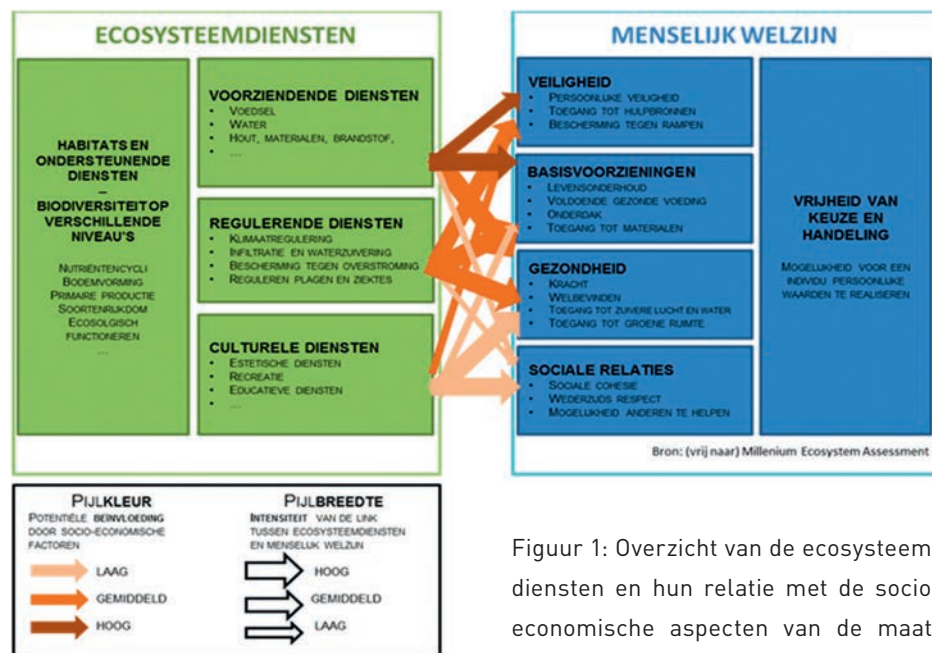 ECOSYSTEEMDIENSTEN
HABITATS EN
ONDERSTEUNENDE
DIENSTEN
–
BIODIVERSITEIT OP
VERSCHILLENDE
NIVEAU'S
NUTRIËNTENCYCLI
BODEMVORMING
PRIMAIRE PRODUCTIE
SOORTENRIJKDOM
ECOSOLGISCH
FUNCTIONEREN
...
VOORZIENDENDE DIENSTEN
• VOEDSEL
• WATER
• HOUT, MATERIALEN, BRANDSTOF,
• ...
REGULERENDE DIENSTEN
• KLIMAATREGULERING
• INFILTRATIE EN WATERZUIVERING
• BESCHERMING TEGEN OVERSTROMING
• REGULEREN PLAGEN EN ZIEKTES
CULTURELE DIENSTEN
• ESTETISCHE DIENSTEN
• RECREATIE
• EDUCATIEVE DIENSTEN
• ...
MENSELIJK WELZIJN
VEILIGHEID
• PERSOONLIJKE VEILIGHEID
• TOEGANG TOT HULPBRONNEN
• BESCHERMING TEGEN RAMPEN
BASISVOORZIENINGEN
• LEVENSONDERHOUD
• VOLDOENDE GEZONDE VOEDING
• ONDERDAK
• TOEGANG TOT MATERIALEN
GEZONDHEID
• KRACHT
• WELBEVINDEN
• TOEGANG TOT ZUIVERE LUCHT EN WATER
• TOEGANG TOT GROENE RUIMTE
SOCIALE RELATIES
• SOCIALE COHESIE
• WEDERZIJDS RESPECT
• MOGELIJKHEID ANDEREN TE HELPEN
VRIJHEID VAN
KEUZE EN
HANDELING
MOGELIJKHEID VOOR EEN
INDIVIDU PERSOONLIJKE
WAARDEN TE REALISEREN
Bron: (vrij naar) Millenium Ecosystem Assessment
PIJLKLEUR
POTENTIËLE BEÏNVLOEDING
DOOR SOCIO-ECONOMISCHE
FACTOREN
LAAG
GEMIDDELD
HOOG
PIJLBREEDTE
INTENSITEIT VAN DE LINK
TUSSEN ECOSYSTEEMDIENSTEN
EN MENSELIJK WELZIJN
HOOG
GEMIDDELD
LAAG
Figuur 1: Overzicht van de ecosysteem
diensten en hun relatie met de socio
economische aspecten van de maat